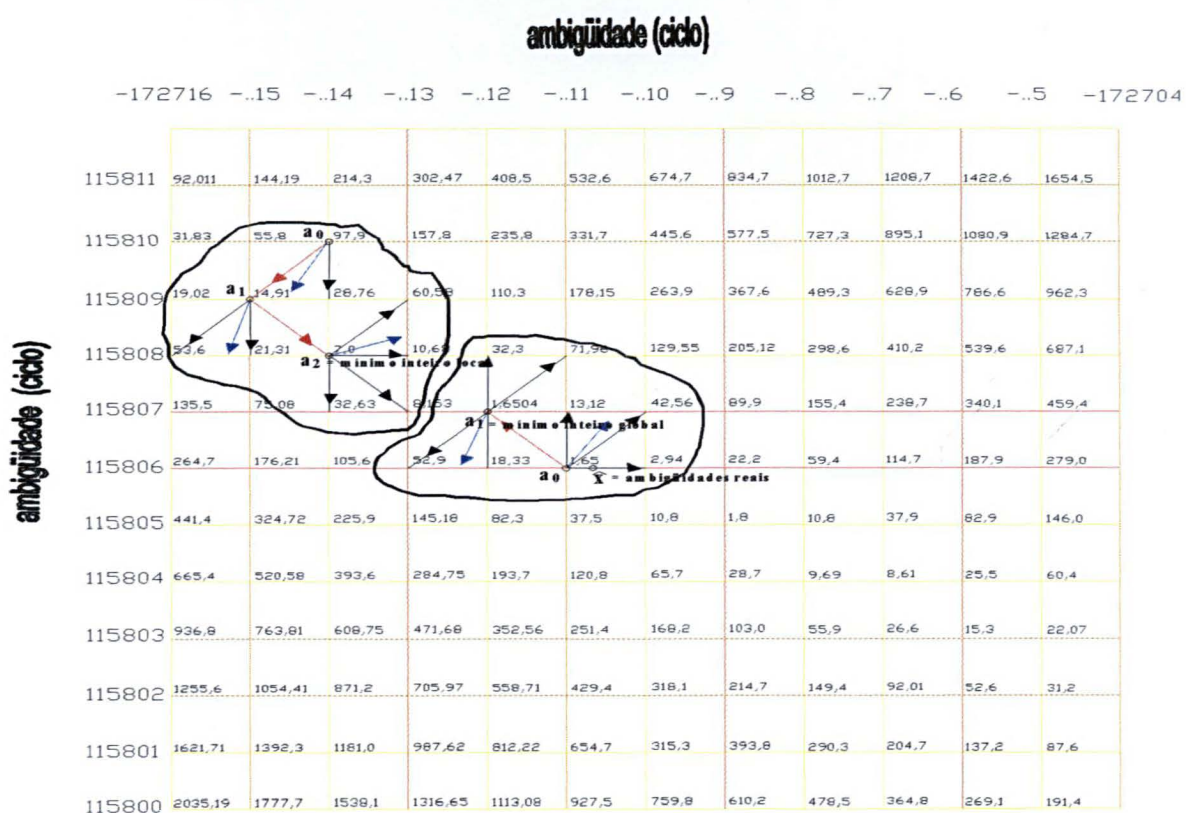 ambigüidade (ciclo)
-172716 -..15 -..14 -..13 -..12 -..11 -..10 -..9 -..8 -..7 -..6 -..5 -172704
115811 92,011 144,19 214,3 302,47 408,5 532,6 674,7 834,7 1012,7 1208,7 1422,6 1654,5
115810 31,83 55,8 a0 97,9 157,8 235,8 331,7 445,6 577,5 727,3 895,1 1080,9 1284,7
115809 19,02 a1 14,91 28,76 60,58 110,3 178,15 263,9 367,6 489,3 628,9 786,6 962,3
115808 53,6 21,31 2,0 10,68 32,3 71,98 129,55 205,12 298,6 410,2 539,6 687,1
a2 = mínimo inteiro local
115807 135,5 75,08 32,63 8,153 1,6504 13,12 42,56 89,9 155,4 238,7 340,1 459,4
a1 = mínimo inteiro global
115806 264,7 176,21 105,6 52,9 18,33 1,65 2,94 22,2 59,4 114,7 187,9 279,0
a0 x̂ = ambigüidades reais
115805 441,4 324,72 225,9 145,18 82,3 37,5 10,8 1,8 10,8 37,9 82,9 146,0
115804 665,4 520,58 393,6 284,75 193,7 120,8 65,7 28,7 9,69 8,61 25,5 60,4
115803 936,8 763,81 608,75 471,68 352,56 251,4 168,2 103,0 55,9 26,6 15,3 22,07
115802 1255,6 1054,41 871,2 705,97 558,71 429,4 318,1 214,7 149,4 92,01 52,6 31,2
115801 1621,71 1392,3 1181,0 987,62 812,22 654,7 315,3 393,8 290,3 204,7 137,2 87,6
115800 2035,19 1777,7 1538,1 1316,65 1113,08 927,5 759,8 610,2 478,5 364,8 269,1 191,4
ambigüidade (ciclo)